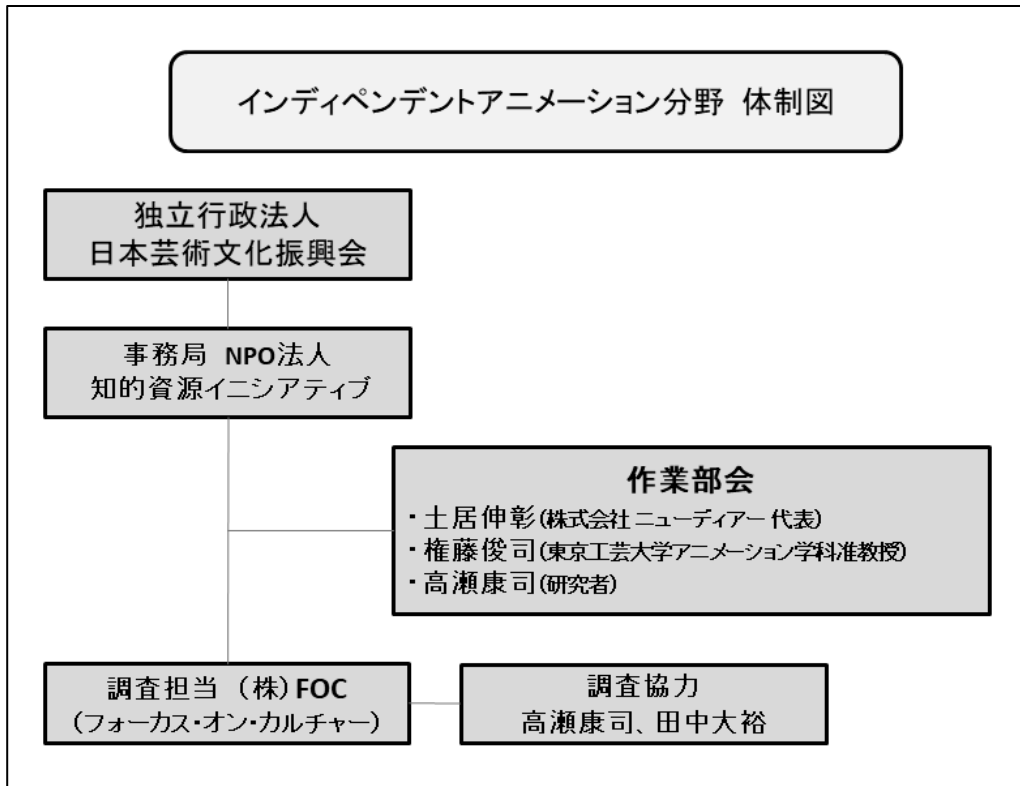 インディペンデントアニメーション分野 体制図
独立行政法人
日本芸術文化振興会
事務局 NPO法人
知的資源イニシアティブ
作業部会
・土居伸彰(株式会社 ニューディアー 代表)
・権藤俊司(東京工芸大学アニメーション学科准教授)
・高瀬康司(研究者)
調査担当 (株)FOC
(フォーカス・オン・カルチャー)
調査協力
高瀬康司、田中大裕